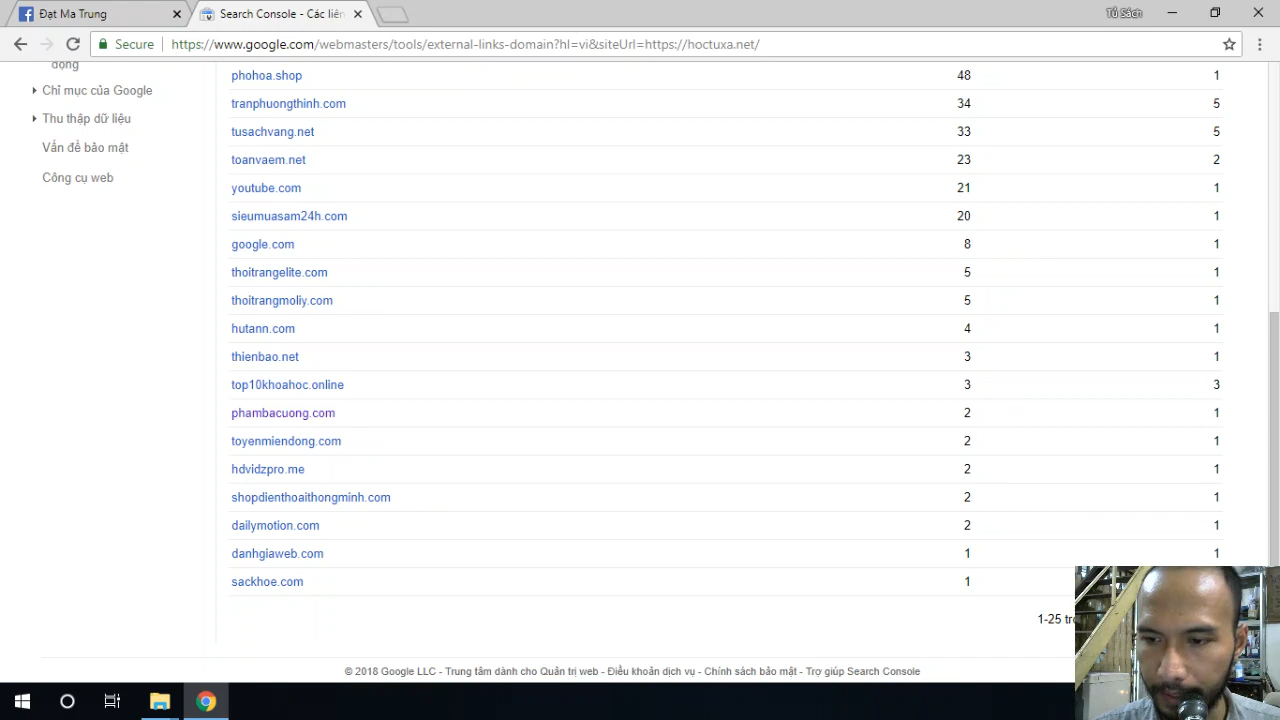 Đạt Ma Trung
Search Console - Các liên
Tủ Sách
Secure
https://www.google.com/webmasters/tools/external-links-domain?hl=vi&siteUrl=https://hoctuxa.net/
động
Chỉ mục của Google
Thu thập dữ liệu
Vấn đề bảo mật
Công cụ web
phohoa.shop 48 1
tranphuongthinh.com 34 5
tusachvang.net 33 5
toanvaem.net 23 2
youtube.com 21 1
sieumuasam24h.com 20 1
google.com 8 1
thoitrangelite.com 5 1
thoitrangmoliy.com 5 1
hutann.com 4 1
thienbao.net 3 1
top10khoahoc.online 3 3
phambacuong.com 2 1
toyenmiendong.com 2 1
hdvidzpro.me 2 1
shopdienthoaithongminh.com 2 1
dailymotion.com 2 1
danhgiaweb.com 1 1
sackhoe.com 1
1-25
© 2018 Google LLC - Trung tâm dành cho Quản trị web - Điều khoản dịch vụ - Chính sách bảo mật - Trợ giúp Search Console